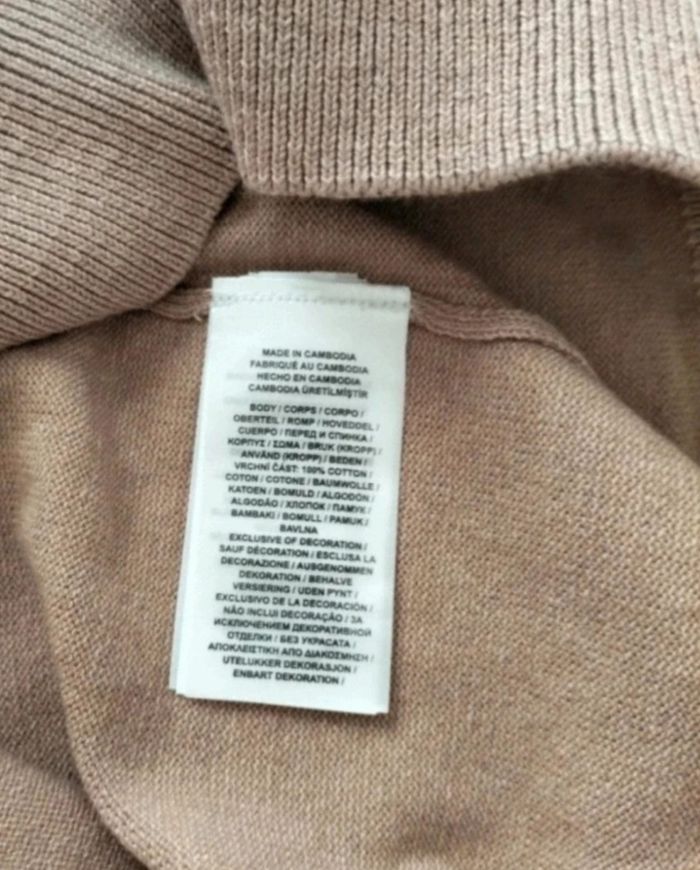 MADE IN CAMBODIA
FABRIQUÉ AU CAMBODIA
HECHO EN CAMBODIA
CAMBODIA ÜRETİLMİŞTİR
BODY / CORPS / CORPO /
OBERTEIL / ROMP / HOVEDDEL /
CUERPO / ПЕРЕД И СПИНКА /
КОРПУЅ / ΣΩΜΑ / BRUK (KROPP) /
ANVÄND (KROPP) / BEDEN /
VRCHNÍ ČÁST: 100% COTTON /
COTON / COTONE / BAUMWOLLE /
KATOEN / BOMULD / ALGODON /
ALGODÃO / ХЛОПОК / ПАМУК /
BAMBAKI / BOMULL / PAMUK /
BAVLNA
EXCLUSIVE OF DECORATION /
SAUF DÉCORATION / ESCLUSA LA
DECORAZIONE / AUSGENOMMEN
DEKORATION / BEHALVE
VERSIERING / UDEN PYNT /
EXCLUSIVO DE LA DECORACIÓN /
NÃO INCLUI DECORAÇÃO / ЗА
ИСКЛЮЧЕНИЕМ ДЕКОРАТИВНОЙ
ОТДЕЛКИ / БЕЗ УКРАСАТА /
ΑΠΟΚΛΕΙΣΤΙΚΗ ΑΠΟ ΔΙΑΚΟΣΜΗΣΗ /
UTELUKKER DEKORASJON /
ENBART DEKORATION /